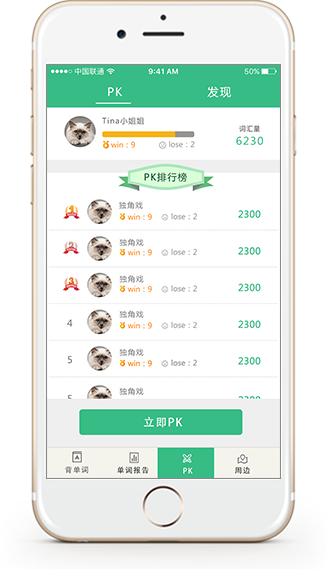 中国联通 9:41 AM 50%
PK 发现
Tina小姐姐
词汇量
win：9 lose：2 6230
PK排行榜
独角戏
1 win：9 lose：2 2300
独角戏
2 win：9 lose：2 2300
独角戏
3 win：9 lose：2 2300
独角戏
4 win：9 lose：2 2300
独角戏
5 win：9 lose：2 2300
独角戏
5
立即PK
背单词 单词报告 PK 周边